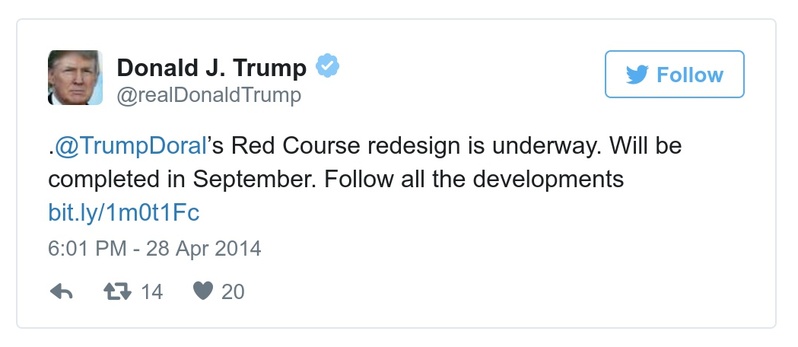 Donald J. Trump
@realDonaldTrump
Follow
.@TrumpDoral’s Red Course redesign is underway. Will be
completed in September. Follow all the developments
bit.ly/1m0t1Fc
6:01 PM - 28 Apr 2014
14 20